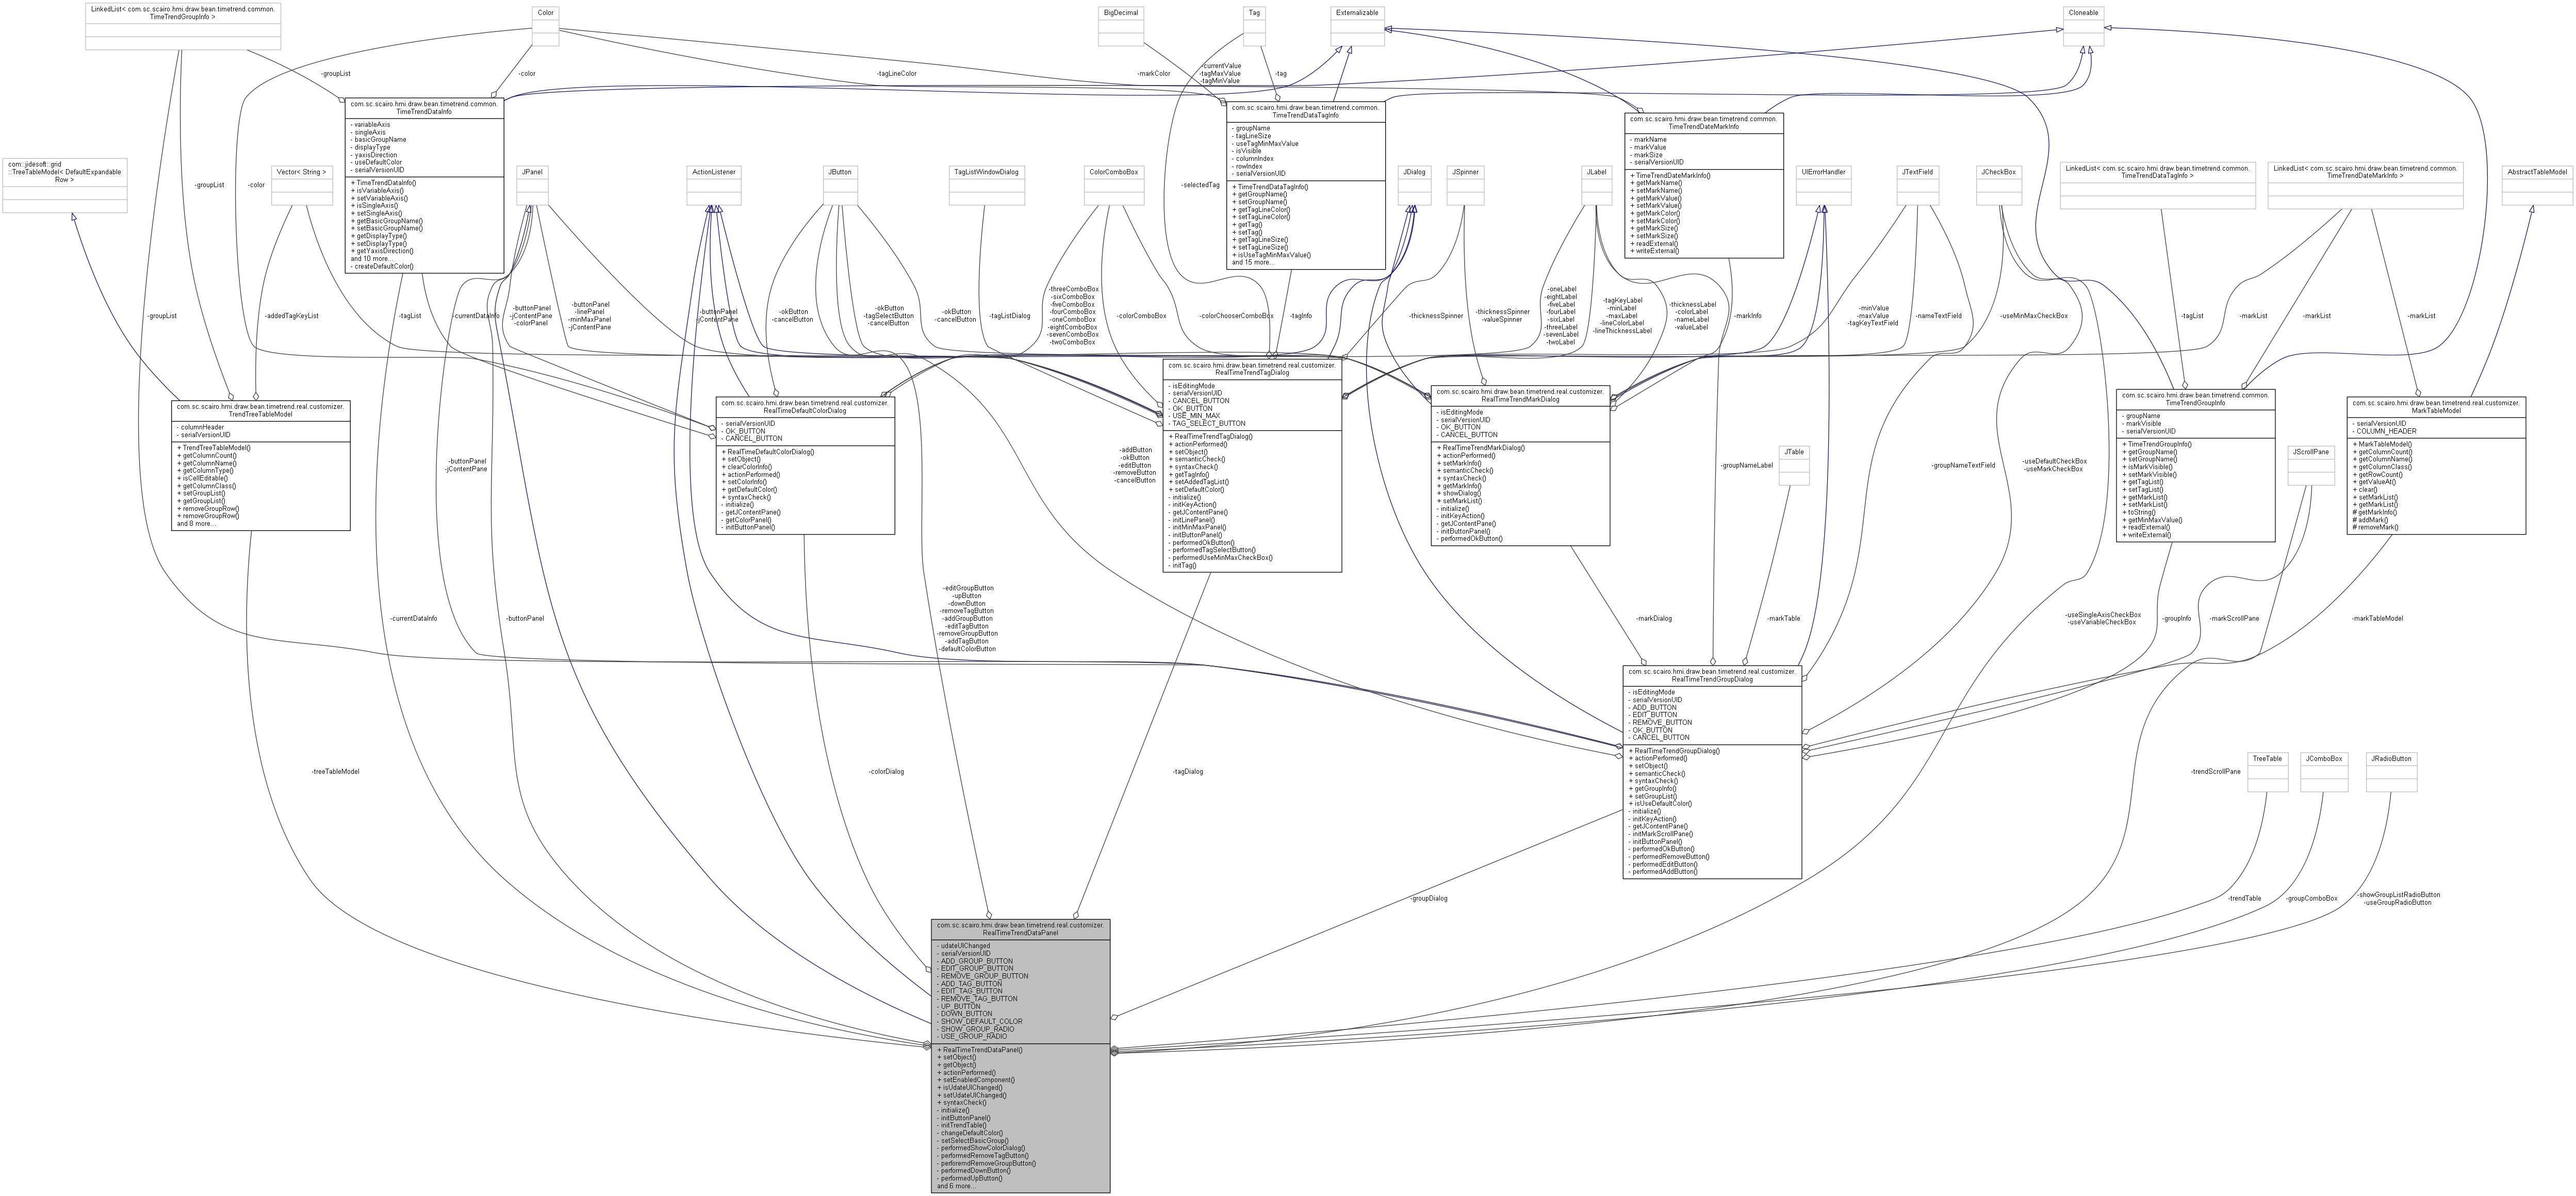 LinkedList< com.sc.scairo.hmi.draw.bean.timetrend.common.
TimeTrendGroupInfo >
Color
BigDecimal
Tag
Externalizable
Cloneable
-groupList
-color
-tagLineColor
-markColor
-currentValue
-tagMaxValue
-tagMinValue
-tag
com.sc.scairo.hmi.draw.bean.timetrend.common.
TimeTrendDataInfo
- variableAxis
- singleAxis
- basicGroupName
- displayType
- yaxisDirection
- useDefaultColor
- serialVersionUID
+ TimeTrendDataInfo()
+ isVariableAxis()
+ setVariableAxis()
+ isSingleAxis()
+ setSingleAxis()
+ getBasicGroupName()
+ setBasicGroupName()
+ getDisplayType()
+ setDisplayType()
+ getYaxisDirection()
and 10 more...
- createDefaultColor()
com.sc.scairo.hmi.draw.bean.timetrend.common.
TimeTrendDataTagInfo
- groupName
- tagLineSize
- useTagMinMaxValue
- isVisible
- columnIndex
- rowIndex
- serialVersionUID
+ TimeTrendDataTagInfo()
+ getGroupName()
+ setGroupName()
+ getTagLineColor()
+ setTagLineColor()
+ getTag()
+ setTag()
+ getTagLineSize()
+ setTagLineSize()
+ isUseTagMinMaxValue()
and 15 more...
com.sc.scairo.hmi.draw.bean.timetrend.common.
TimeTrendDateMarkInfo
- markName
- markValue
- markSize
- serialVersionUID
+ TimeTrendDateMarkInfo()
+ getMarkName()
+ setMarkName()
+ getMarkValue()
+ setMarkValue()
+ getMarkColor()
+ setMarkColor()
+ getMarkSize()
+ setMarkSize()
+ readExternal()
+ writeExternal()
com::jidesoft::grid
::TreeTableModel< DefaultExpandable
Row >
Vector< String >
JPanel
ActionListener
JButton
TagListWindowDialog
ColorComboBox
JDialog
JSpinner
JLabel
UIErrorHandler
JTextField
JCheckBox
LinkedList< com.sc.scairo.hmi.draw.bean.timetrend.common.
TimeTrendDataTagInfo >
LinkedList< com.sc.scairo.hmi.draw.bean.timetrend.common.
TimeTrendDateMarkInfo >
AbstractTableModel
-groupList
-color
-selectedTag
-groupList
-addedTagKeyList
-tagList
-currentDataInfo
-buttonPanel
-jContentPane
-colorPanel
-buttonPanel
-linePanel
-minMaxPanel
-jContentPane
-buttonPanel
-jContentPane
-okButton
-cancelButton
-okButton
-tagSelectButton
-cancelButton
-okButton
-cancelButton
-tagListDialog
-threeComboBox
-sixComboBox
-fiveComboBox
-fourComboBox
-oneComboBox
-eightComboBox
-sevenComboBox
-twoComboBox
-colorComboBox
-colorChooserComboBox
-tagInfo
-thicknessSpinner
-thicknessSpinner
-valueSpinner
-oneLabel
-eightLabel
-fiveLabel
-fourLabel
-sixLabel
-threeLabel
-sevenLabel
-twoLabel
-tagKeyLabel
-minLabel
-maxLabel
-lineColorLabel
-lineThicknessLabel
-thicknessLabel
-colorLabel
-nameLabel
-valueLabel
-markInfo
-minValue
-maxValue
-tagKeyTextField
-nameTextField
-useMinMaxCheckBox
-tagList
-markList
-markList
-markList
com.sc.scairo.hmi.draw.bean.timetrend.real.customizer.
TrendTreeTableModel
- columnHeader
- serialVersionUID
+ TrendTreeTableModel()
+ getColumnCount()
+ getColumnName()
+ getColumnType()
+ isCellEditable()
+ getColumnClass()
+ setGroupList()
+ getGroupList()
+ removeGroupRow()
+ removeGroupRow()
and 8 more...
com.sc.scairo.hmi.draw.bean.timetrend.real.customizer.
RealTimeDefaultColorDialog
- serialVersionUID
- OK_BUTTON
- CANCEL_BUTTON
+ RealTimeDefaultColorDialog()
+ setObject()
+ clearColorInfo()
+ actionPerformed()
+ setColorInfo()
+ getDefaultColor()
+ syntaxCheck()
- initialize()
- getJContentPane()
- getColorPanel()
- initButtonPanel()
com.sc.scairo.hmi.draw.bean.timetrend.real.customizer.
RealTimeTrendTagDialog
- isEditingMode
- serialVersionUID
- CANCEL_BUTTON
- OK_BUTTON
- USE_MIN_MAX
- TAG_SELECT_BUTTON
+ RealTimeTrendTagDialog()
+ actionPerformed()
+ setObject()
+ semanticCheck()
+ syntaxCheck()
+ getTagInfo()
+ setAddedTagList()
+ setDefaultColor()
- initialize()
- initKeyAction()
- getJContentPane()
- initLinePanel()
- initMinMaxPanel()
- initButtonPanel()
- performedOkButton()
- performedTagSelectButton()
- performedUseMinMaxCheckBox()
- initTag()
com.sc.scairo.hmi.draw.bean.timetrend.real.customizer.
RealTimeTrendMarkDialog
- isEditingMode
- serialVersionUID
- OK_BUTTON
- CANCEL_BUTTON
+ RealTimeTrendMarkDialog()
+ actionPerformed()
+ setMarkInfo()
+ semanticCheck()
+ syntaxCheck()
+ getMarkInfo()
+ showDialog()
+ setMarkList()
- initialize()
- initKeyAction()
- getJContentPane()
- initButtonPanel()
- performedOkButton()
com.sc.scairo.hmi.draw.bean.timetrend.common.
TimeTrendGroupInfo
- groupName
- markVisible
- serialVersionUID
+ TimeTrendGroupInfo()
+ getGroupName()
+ setGroupName()
+ isMarkVisible()
+ setMarkVisible()
+ getTagList()
+ setTagList()
+ getMarkList()
+ setMarkList()
+ toString()
+ getMinMaxValue()
+ readExternal()
+ writeExternal()
com.sc.scairo.hmi.draw.bean.timetrend.real.customizer.
MarkTableModel
- serialVersionUID
- COLUMN_HEADER
+ MarkTableModel()
+ getColumnCount()
+ getColumnName()
+ getColumnClass()
+ getRowCount()
+ getValueAt()
+ clear()
+ setMarkList()
+ getMarkList()
# getMarkInfo()
# addMark()
# removeMark()
-buttonPanel
-jContentPane
-addButton
-okButton
-editButton
-removeButton
-cancelButton
-groupNameLabel
JTable
-groupNameTextField
-useDefaultCheckBox
-useMarkCheckBox
JScrollPane
-currentDataInfo
-buttonPanel
-editGroupButton
-upButton
-downButton
-removeTagButton
-addGroupButton
-editTagButton
-removeGroupButton
-addTagButton
-defaultColorButton
-markDialog
-markTable
-useSingleAxisCheckBox
-useVariableCheckBox
-groupInfo
-markScrollPane
-markTableModel
com.sc.scairo.hmi.draw.bean.timetrend.real.customizer.
RealTimeTrendGroupDialog
- isEditingMode
- serialVersionUID
- ADD_BUTTON
- EDIT_BUTTON
- REMOVE_BUTTON
- OK_BUTTON
- CANCEL_BUTTON
+ RealTimeTrendGroupDialog()
+ actionPerformed()
+ setObject()
+ semanticCheck()
+ syntaxCheck()
+ getGroupInfo()
+ setGroupList()
+ isUseDefaultColor()
- initialize()
- initKeyAction()
- getJContentPane()
- initMarkScrollPane()
- initButtonPanel()
- performedOkButton()
- performedRemoveButton()
- performedEditButton()
- performedAddButton()
-treeTableModel
-colorDialog
-tagDialog
-trendScrollPane
TreeTable
JComboBox
JRadioButton
-groupDialog
-trendTable
-groupComboBox
-showGroupListRadioButton
-useGroupRadioButton
com.sc.scairo.hmi.draw.bean.timetrend.real.customizer.
RealTimeTrendDataPanel
- udateUIChanged
- serialVersionUID
- ADD_GROUP_BUTTON
- EDIT_GROUP_BUTTON
- REMOVE_GROUP_BUTTON
- ADD_TAG_BUTTON
- EDIT_TAG_BUTTON
- REMOVE_TAG_BUTTON
- UP_BUTTON
- DOWN_BUTTON
- SHOW_DEFAULT_COLOR
- SHOW_GROUP_RADIO
- USE_GROUP_RADIO
+ RealTimeTrendDataPanel()
+ setObject()
+ getObject()
+ actionPerformed()
+ setEnabledComponent()
+ isUdateUIChanged()
+ setUdateUIChanged()
+ syntaxCheck()
- initialize()
- initButtonPanel()
- initTrendTable()
- changeDefaultColor()
- setSelectBasicGroup()
- performedShowColorDialog()
- performedRemoveTagButton()
- perforemdRemoveGroupButton()
- performedDownButton()
- performedUpButton()
and 6 more...